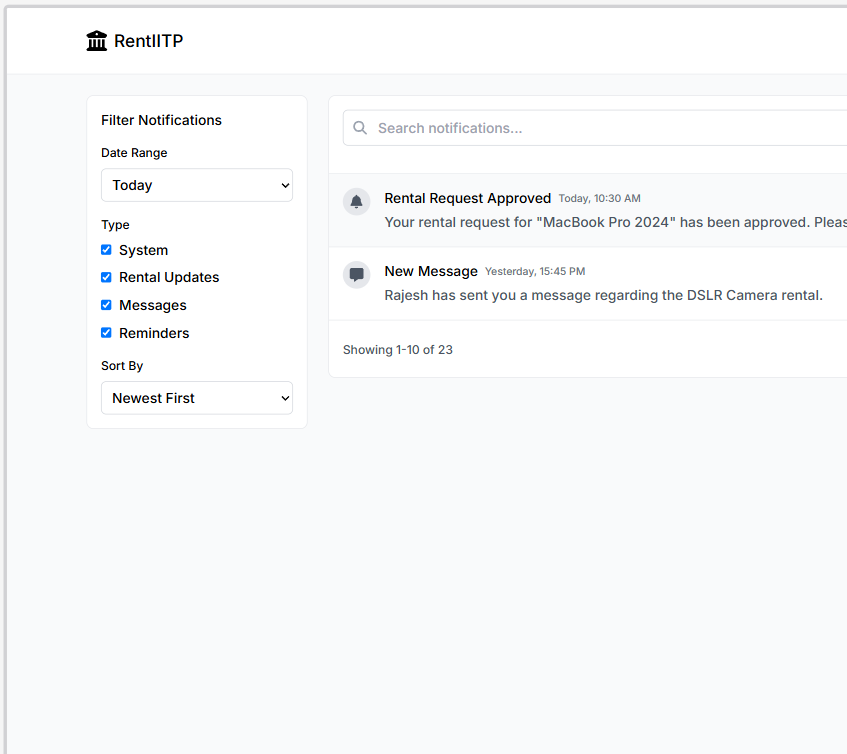 RentIITP
Filter Notifications
Date Range
Today
Type
System
Rental Updates
Messages
Reminders
Sort By
Newest First
Search notifications...
Rental Request Approved Today, 10:30 AM
Your rental request for "MacBook Pro 2024" has been approved. Pleas
New Message Yesterday, 15:45 PM
Rajesh has sent you a message regarding the DSLR Camera rental.
Showing 1-10 of 23